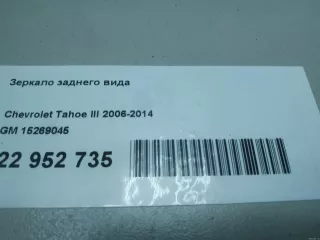 Зеркало заднего вида
Chevrolet Tahoe III 2006-2014
GM 15269045
22 952 735